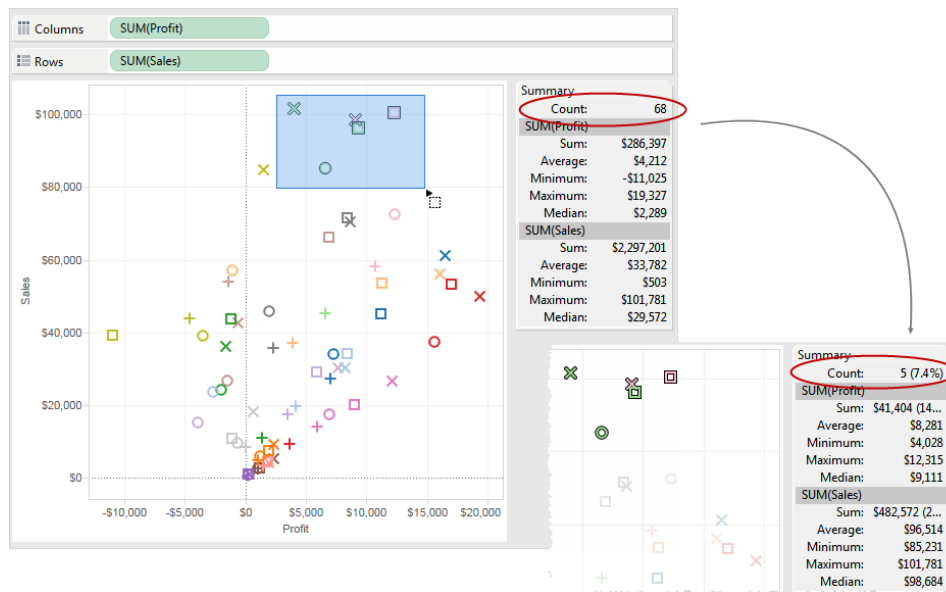 Columns SUM(Profit)
Rows SUM(Sales)
$100,000
$80,000
$60,000
$40,000
$20,000
$0
Sales
-$10,000 -$5,000 $0 $5,000 $10,000 $15,000 $20,000
Profit
Summary
Count: 68
SUM(Profit)
Sum: $286,397
Average: $4,212
Minimum: -$11,025
Maximum: $19,327
Median: $2,289
SUM(Sales)
Sum: $2,297,201
Average: $33,782
Minimum: $503
Maximum: $101,781
Median: $29,572
Summary
Count: 5 (7.4%)
SUM(Profit)
Sum: $41,404 (14...
Average: $8,281
Minimum: $4,028
Maximum: $12,315
Median: $9,111
SUM(Sales)
Sum: $482,572 (2...
Average: $96,514
Minimum: $85,231
Maximum: $101,781
Median: $98,684